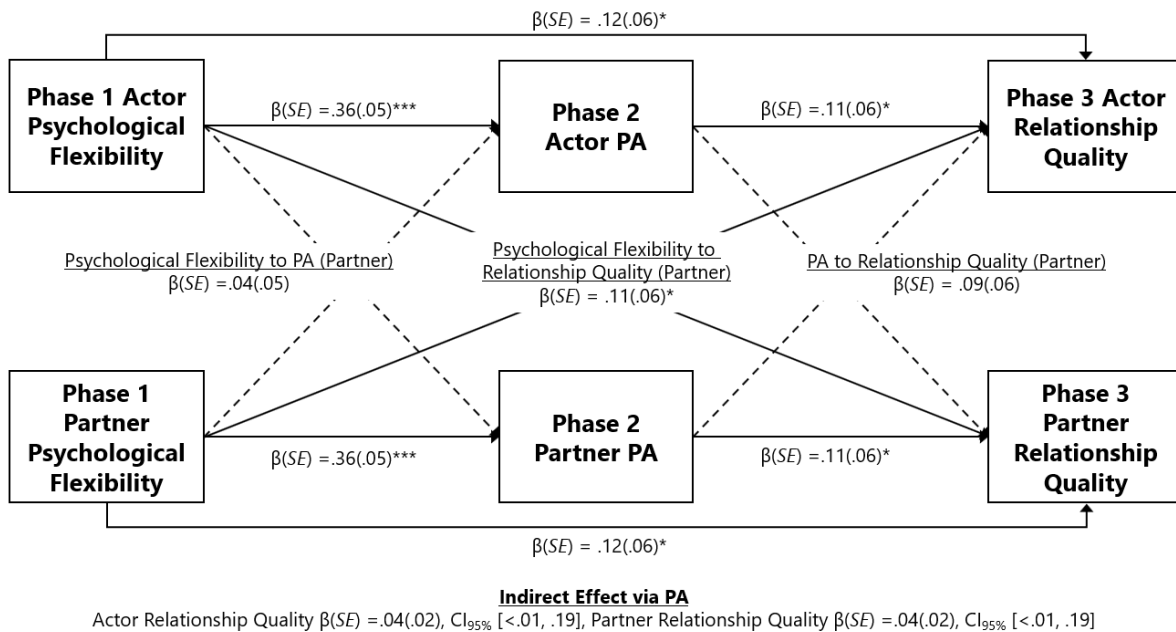 β(SE) = .12(.06)*
Phase 1 Actor
Psychological
Flexibility
β(SE) =.36(.05)***
Phase 2
Actor PA
β(SE) =.11(.06)*
Phase 3 Actor
Relationship
Quality
Psychological Flexibility to PA (Partner)
β(SE) =.04(.05)
Psychological Flexibility to
Relationship Quality (Partner)
β(SE) = .11(.06)*
PA to Relationship Quality (Partner)
β(SE) = .09(.06)
Phase 1
Partner
Psychological
Flexibility
β(SE) =.36(.05)***
Phase 2
Partner PA
β(SE) =.11(.06)*
Phase 3
Partner
Relationship
Quality
β(SE) = .12(.06)*
Indirect Effect via PA
Actor Relationship Quality β(SE) =.04(.02), CI95% [<.01, .19], Partner Relationship Quality β(SE) =.04(.02), CI95% [<.01, .19]